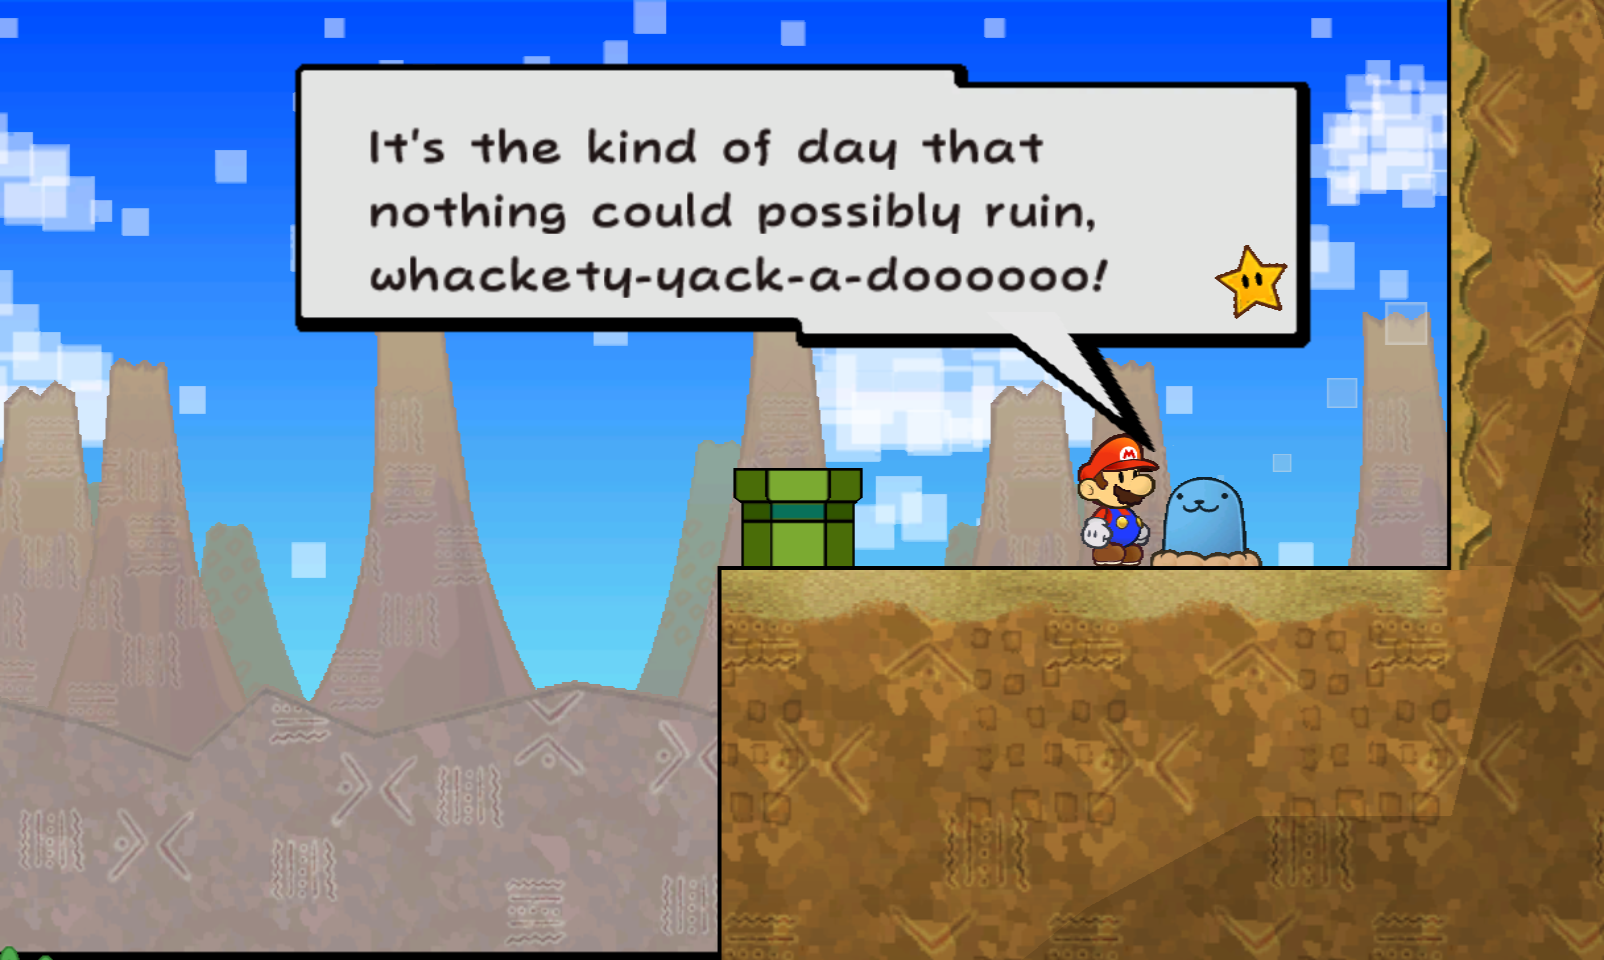 It's the kind of day that
nothing could possibly ruin,
whackety-yack-a-doooooo!
M